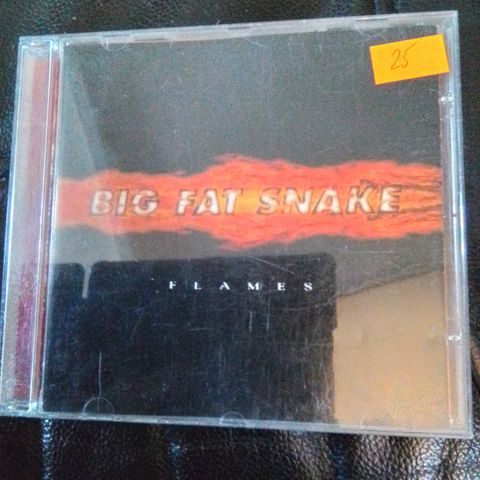 25
BIG FAT SNAKE
FLAMES